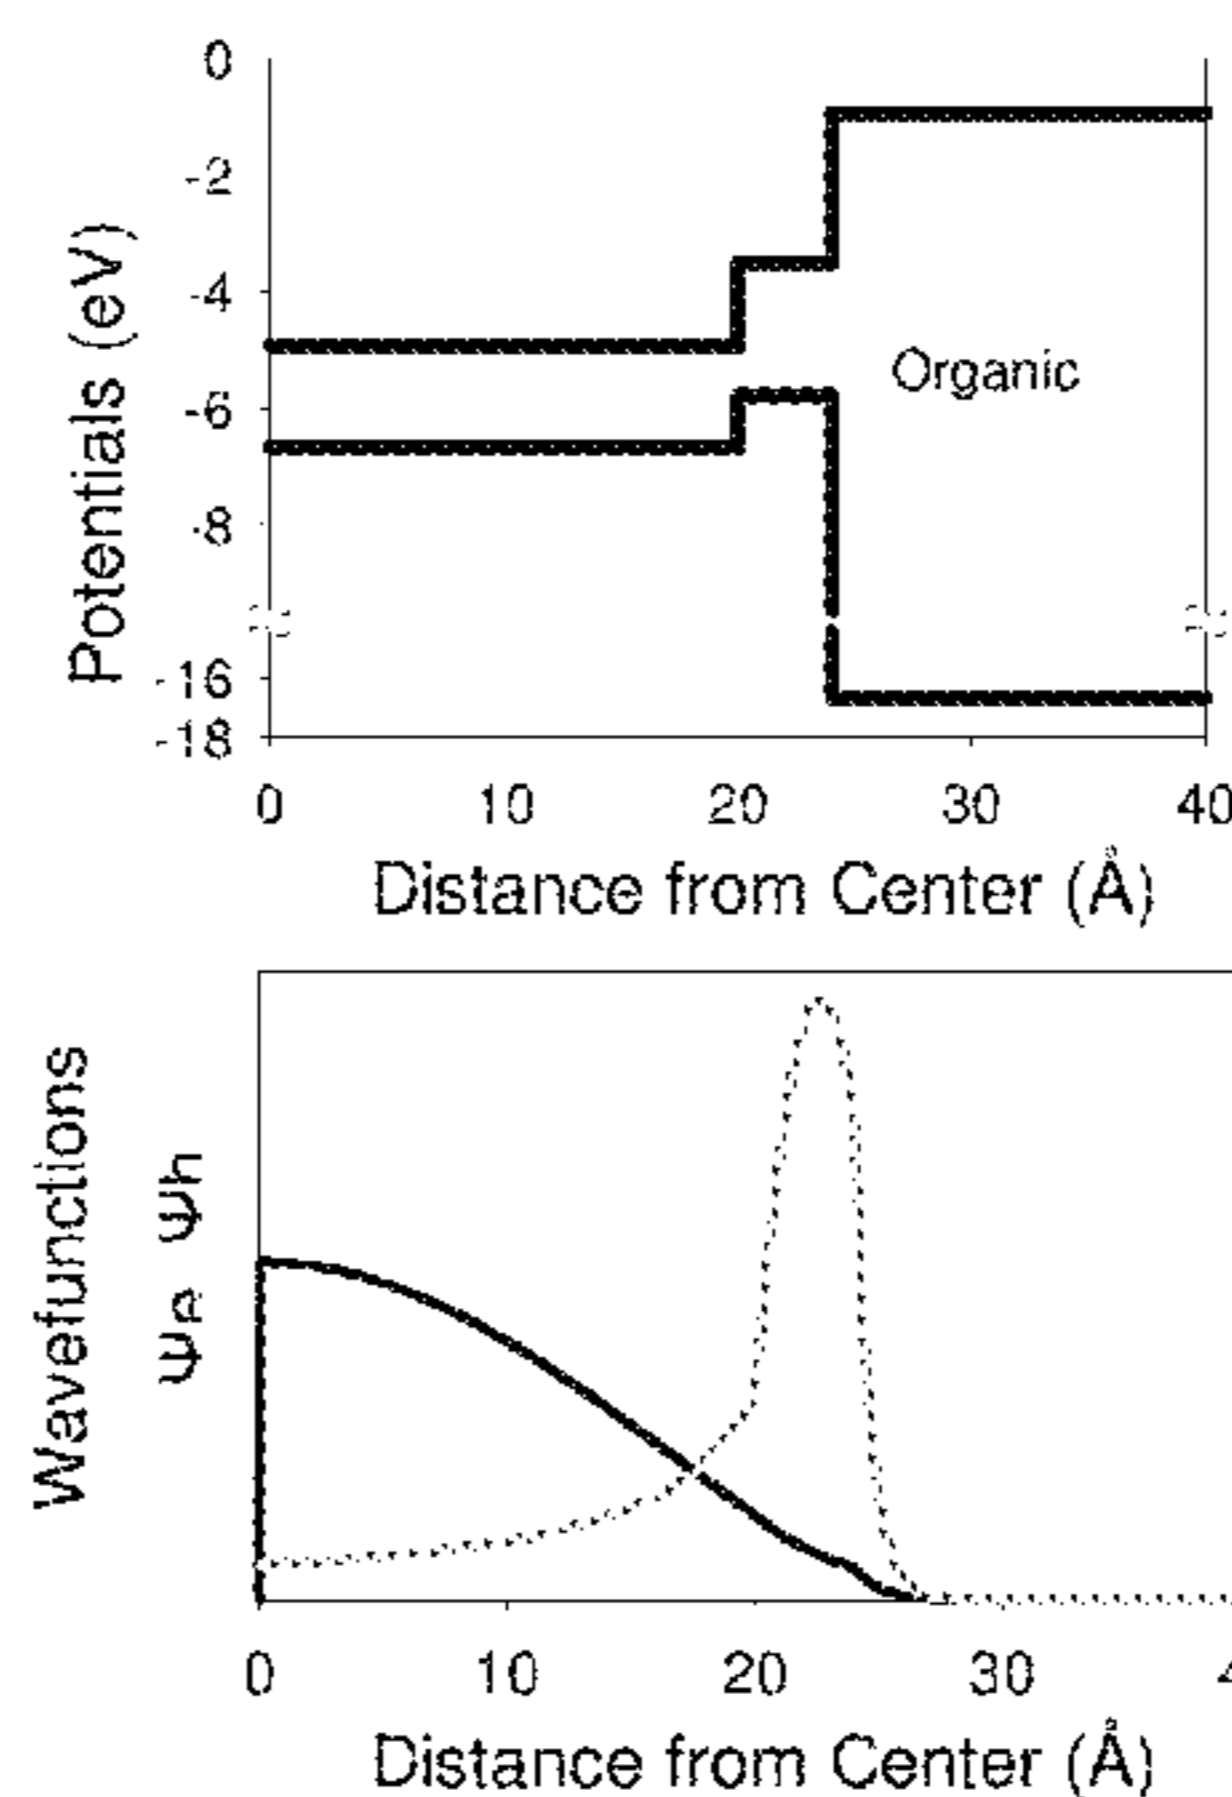 0
-2
-4
-6
-8
-16
-18
Potentials (eV)
Organic
0 10 20 30 40
Distance from Center (Å)
Wavefunctions
Ψe Ψh
0 10 20 30 4
Distance from Center (Å)